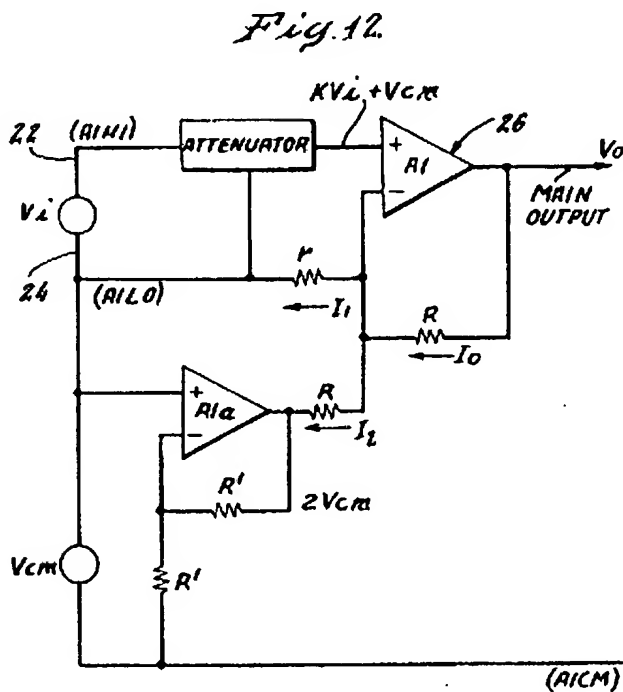 Fig. 12.
KVi + Vcm
22
(AIHI)
ATTENUATOR
+
A1
-
26
Vo
MAIN
OUTPUT
Vi
24
(AILO)
r
I1
R
I0
+
A1a
-
R
I2
R'
2Vcm
Vcm
R'
(AICM)